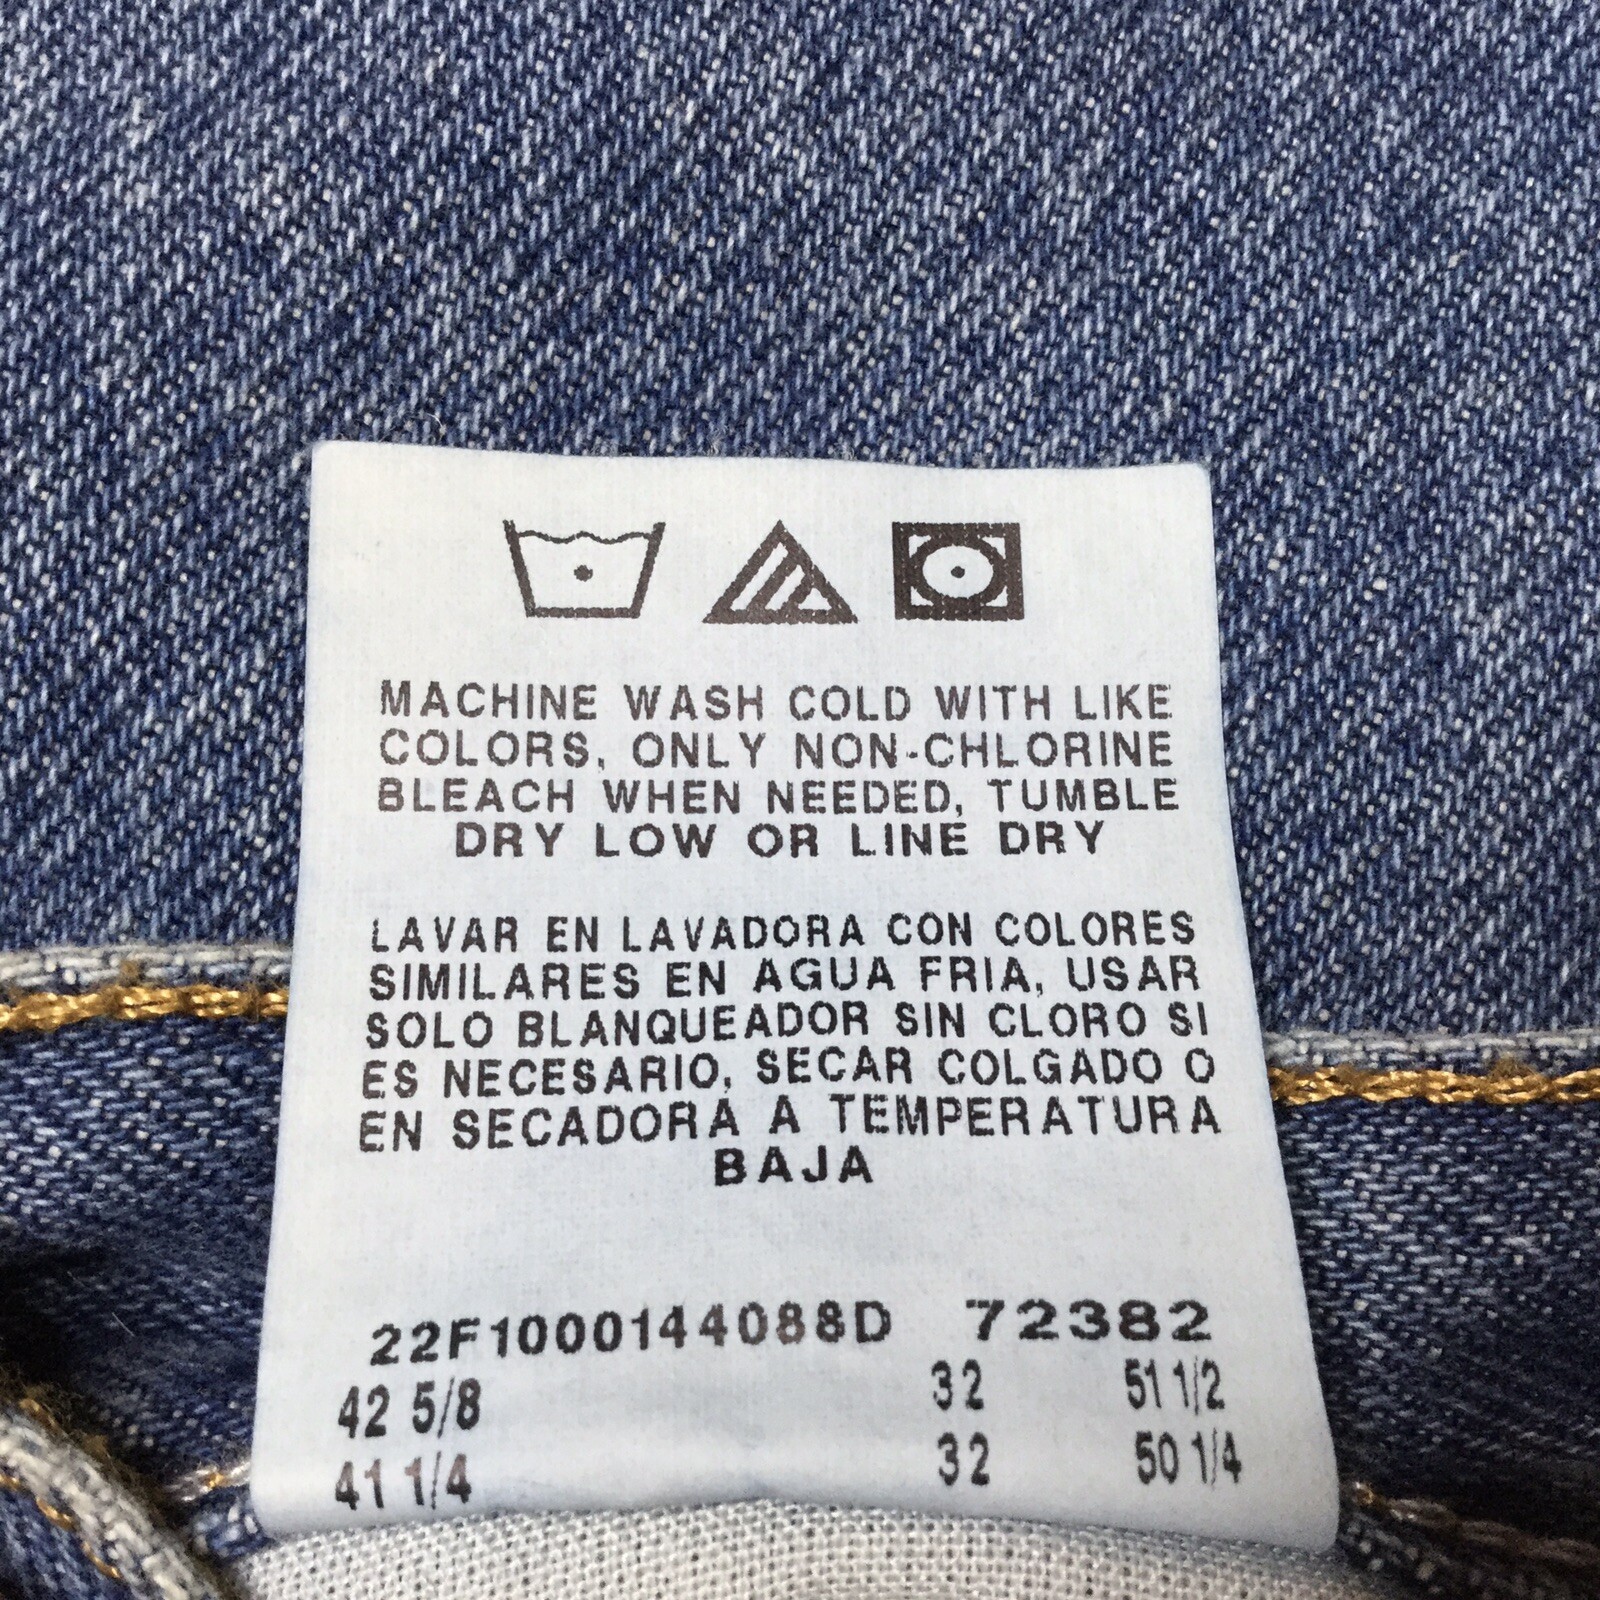 MACHINE WASH COLD WITH LIKE
COLORS, ONLY NON-CHLORINE
BLEACH WHEN NEEDED, TUMBLE
DRY LOW OR LINE DRY
LAVAR EN LAVADORA CON COLORES
SIMILARES EN AGUA FRIA, USAR
SOLO BLANQUEADOR SIN CLORO SI
ES NECESARIO, SECAR COLGADO O
EN SECADORA A TEMPERATURA
BAJA
22F1000144088D 72382
42 5/8 32 51 1/2
41 1/4 32 50 1/4